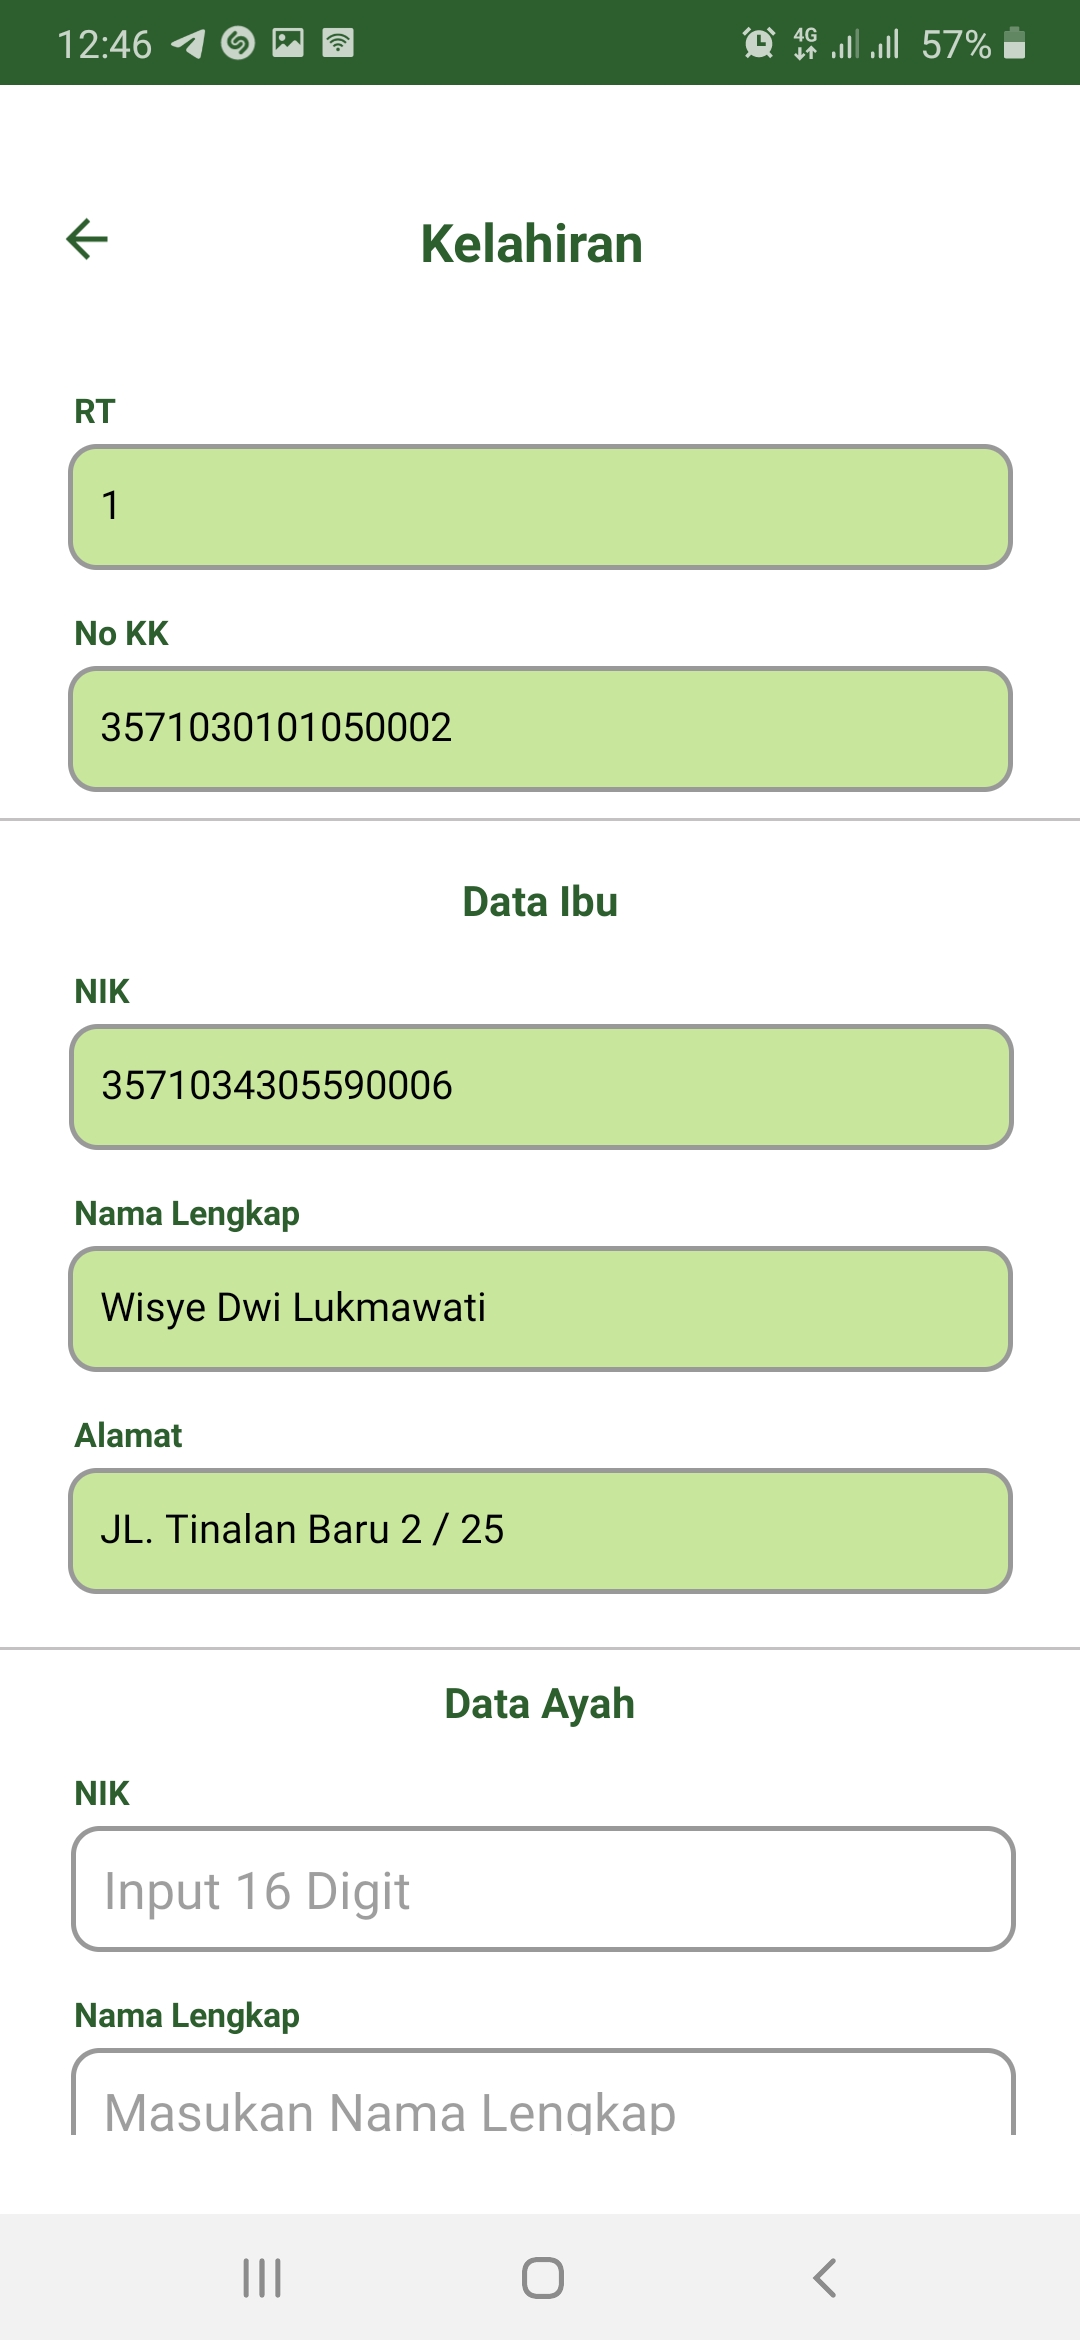 12:46
4G 57%
Kelahiran
RT
1
No KK
3571030101050002
Data Ibu
NIK
3571034305590006
Nama Lengkap
Wisye Dwi Lukmawati
Alamat
JL. Tinalan Baru 2 / 25
Data Ayah
NIK
Input 16 Digit
Nama Lengkap
Masukan Nama Lengkap